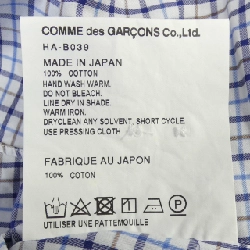 COMME des GARÇONS Co.,Ltd.
HA-B039
MADE IN JAPAN
100% COTTON
HAND WASH WARM.
DO NOT BLEACH.
LINE DRY IN SHADE.
WARM IRON.
DRYCLEAN ANY SOLVENT, SHORT CYCLE.
USE PRESSING CLOTH
FABRIQUE AU JAPON
100% COTON
UTILISER UNE PATTEMOUILLE